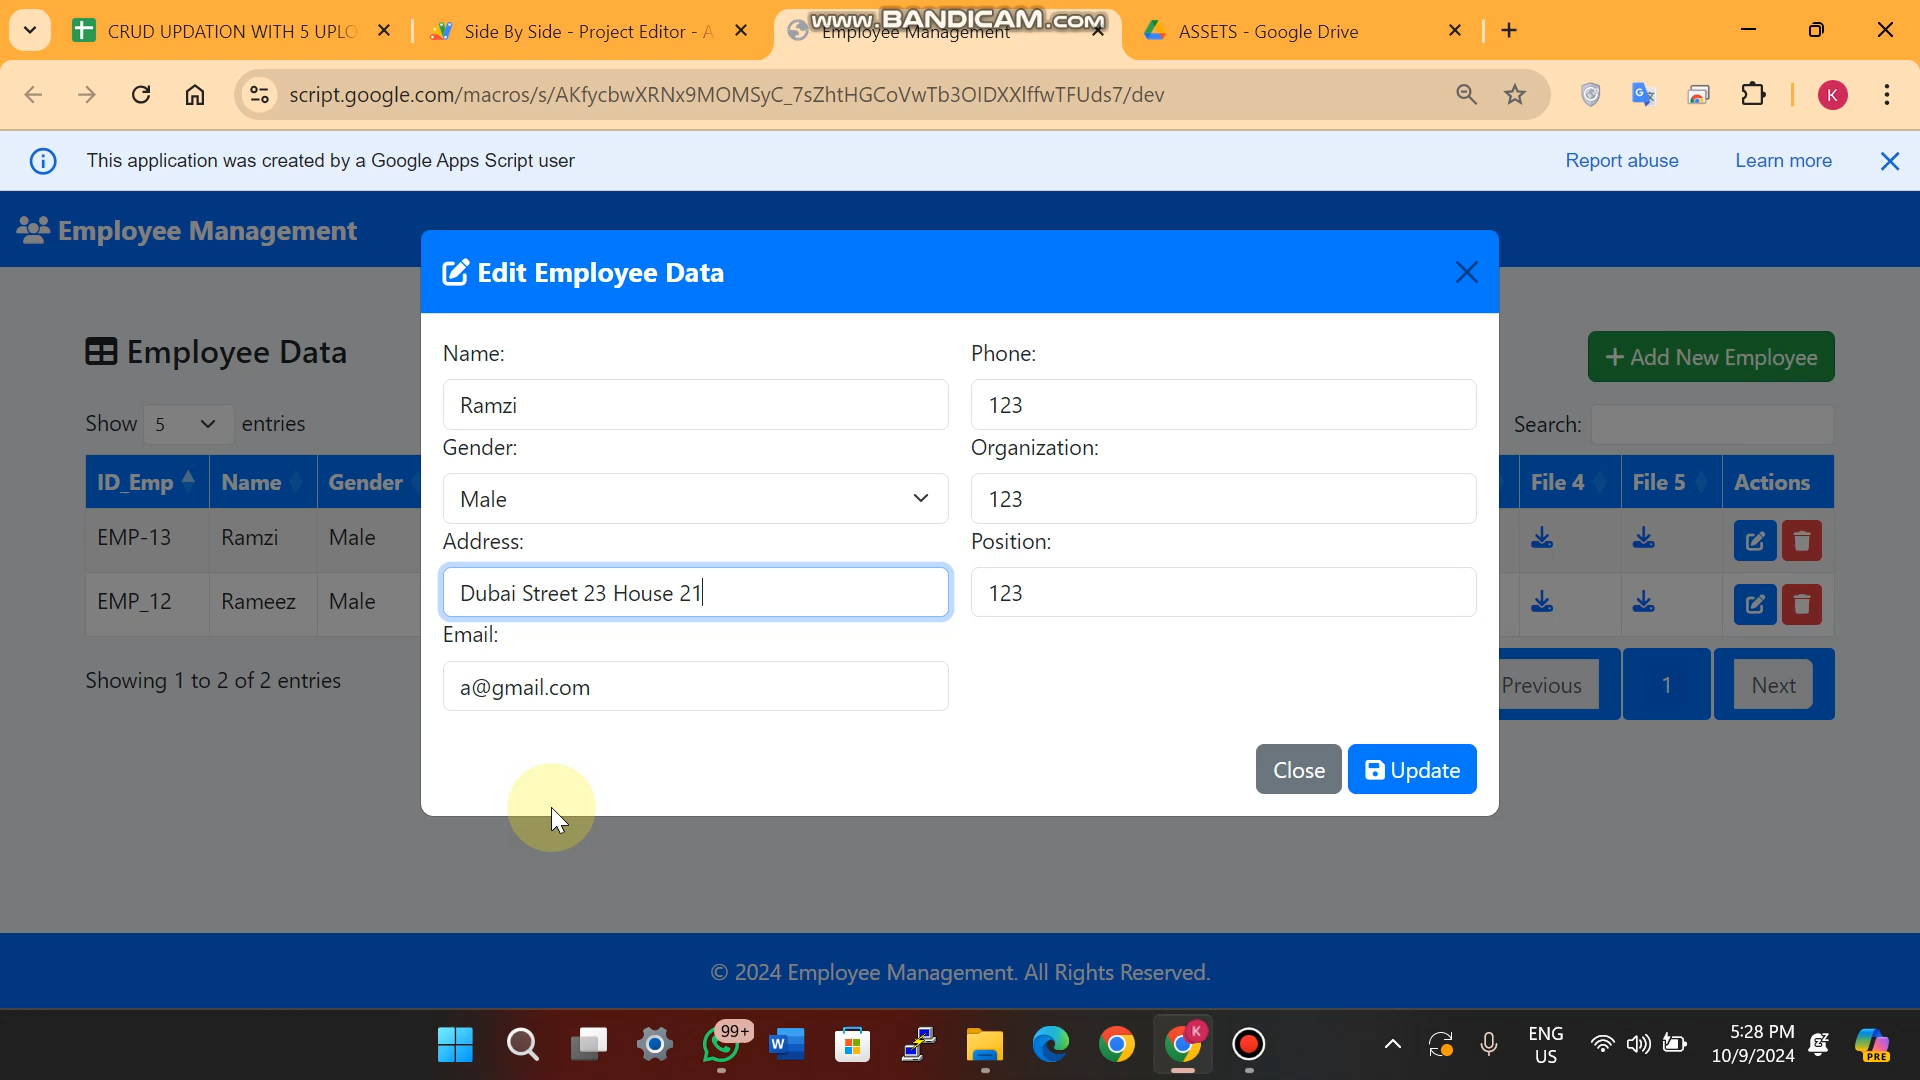 CRUD UPDATION WITH 5 UPLO
Side By Side - Project Editor - A
www.BANDICAM.com
Employee Management
ASSETS - Google Drive
script.google.com/macros/s/AKfycbwXRNx9MOMSyC_7sZhtHGCoVwTb3OIDXXIffwTFUds7/dev
K
This application was created by a Google Apps Script user
Report abuse
Learn more
Employee Management
Edit Employee Data
Employee Data
Add New Employee
Name:
Phone:
Ramzi
123
Show 5 entries
Search:
Gender:
Organization:
Male
123
ID_Emp Name Gender
File 4 File 5 Actions
EMP-13 Ramzi Male
Address:
Position:
Dubai Street 23 House 21
123
EMP_12 Rameez Male
Email:
a@gmail.com
Showing 1 to 2 of 2 entries
Previous 1 Next
Close
Update
© 2024 Employee Management. All Rights Reserved.
99+
W
K
ENG
US
5:28 PM
10/9/2024
PRE